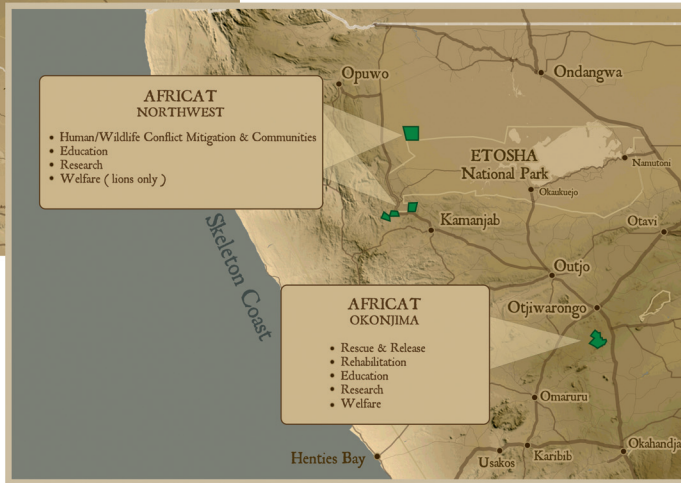 Opuwo
Ondangwa
AFRICAT
NORTHWEST
• Human/Wildlife Conflict Mitigation & Communities
• Education
• Research
• Welfare ( lions only )
ETOSHA
National Park
Namutoni
Okaukuejo
Skeleton Coast
Kamanjab
Otavi
Outjo
AFRICAT
OKONJIMA
• Rescue & Release
• Rehabilitation
• Education
• Research
• Welfare
Otjiwarongo
Omaruru
Henties Bay
Usakos
Karibib
Okahandja